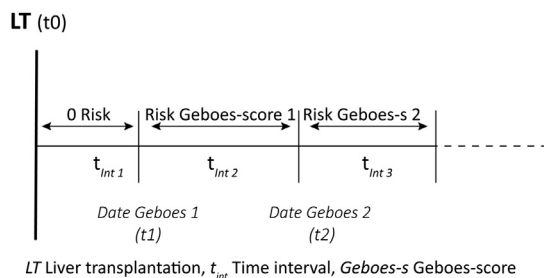 LT (t0)
0 Risk Risk Geboes-score 1 Risk Geboes-s 2
tInt 1 tInt 2 tInt 3
Date Geboes 1 Date Geboes 2
(t1) (t2)
LT Liver transplantation, tint Time interval, Geboes-s Geboes-score